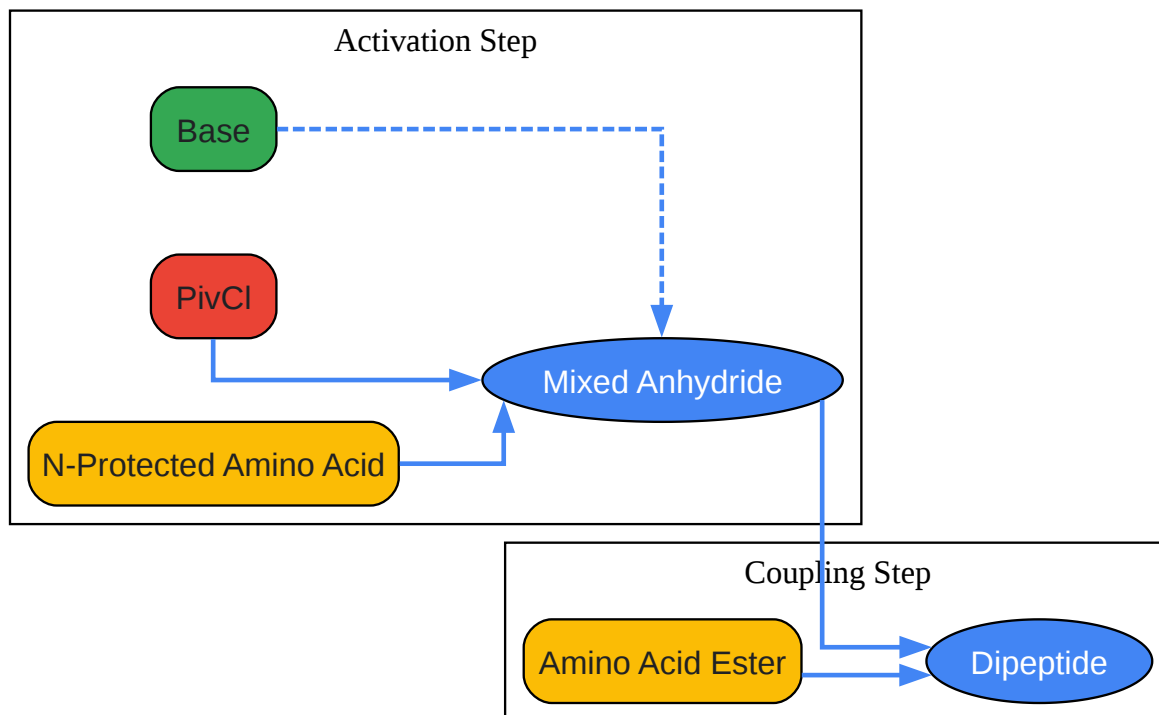 Activation Step
Base
PivCl
Mixed Anhydride
N-Protected Amino Acid
Coupling Step
Amino Acid Ester
Dipeptide